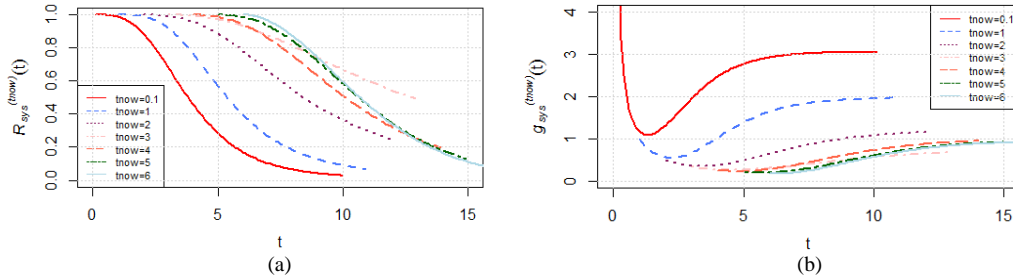 R_sys^(tnow)(t)
1.0
0.8
0.6
0.4
0.2
0.0
tnow=0.1
tnow=1
tnow=2
tnow=3
tnow=4
tnow=5
tnow=6
0 5 10 15
t
(a)
g_sys^(tnow)(t)
4
3
2
1
0
tnow=0.1
tnow=1
tnow=2
tnow=3
tnow=4
tnow=5
tnow=6
0 5 10 15
t
(b)